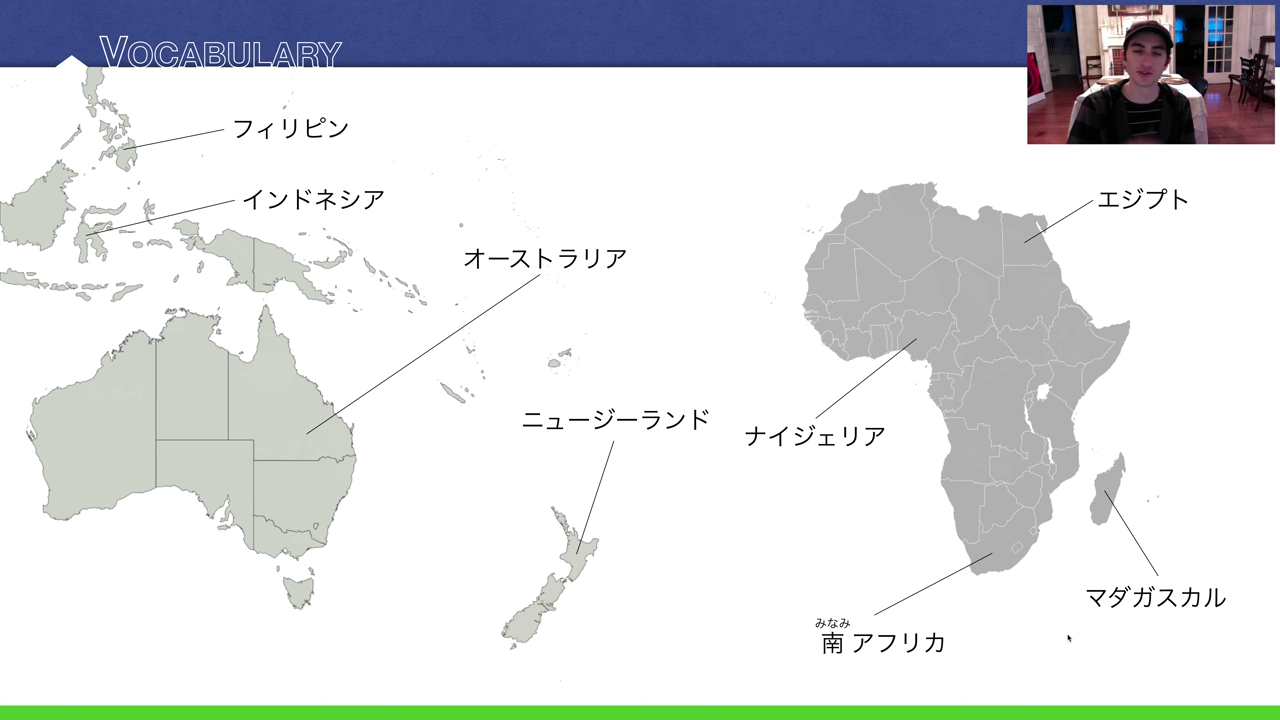 VOCABULARY
フィリピン
インドネシア
オーストラリア
ニュージーランド
エジプト
ナイジェリア
マダガスカル
みなみ
南 アフリカ